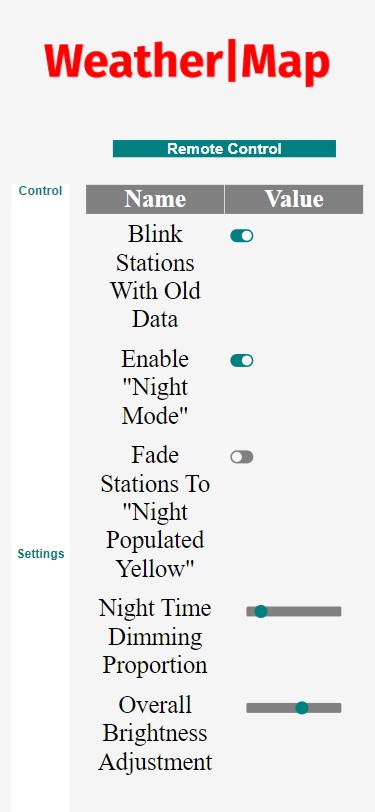 Weather|Map
Remote Control
Control
Name Value
Blink
Stations
With Old
Data
Enable
"Night
Mode"
Fade
Stations To
"Night
Populated
Yellow"
Settings
Night Time
Dimming
Proportion
Overall
Brightness
Adjustment